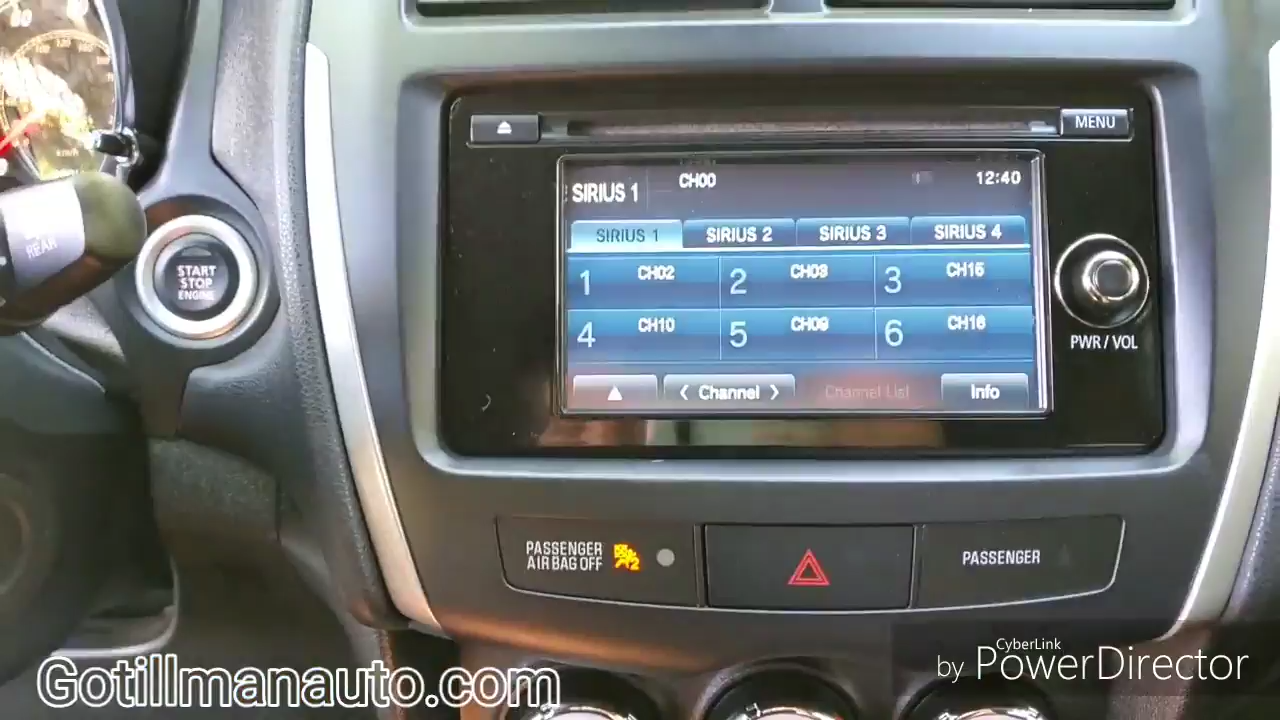 MENU
CH00
12:40
SIRIUS 1
SIRIUS 1 SIRIUS 2 SIRIUS 3 SIRIUS 4
1 CH02 2 CH03 3 CH15
4 CH10 5 CH09 6 CH16
Channel Channel List Info
PWR / VOL
REAR
START
STOP
ENGINE
PASSENGER
AIR BAG OFF
2
PASSENGER
Gotillmanauto.com
CyberLink
by PowerDirector